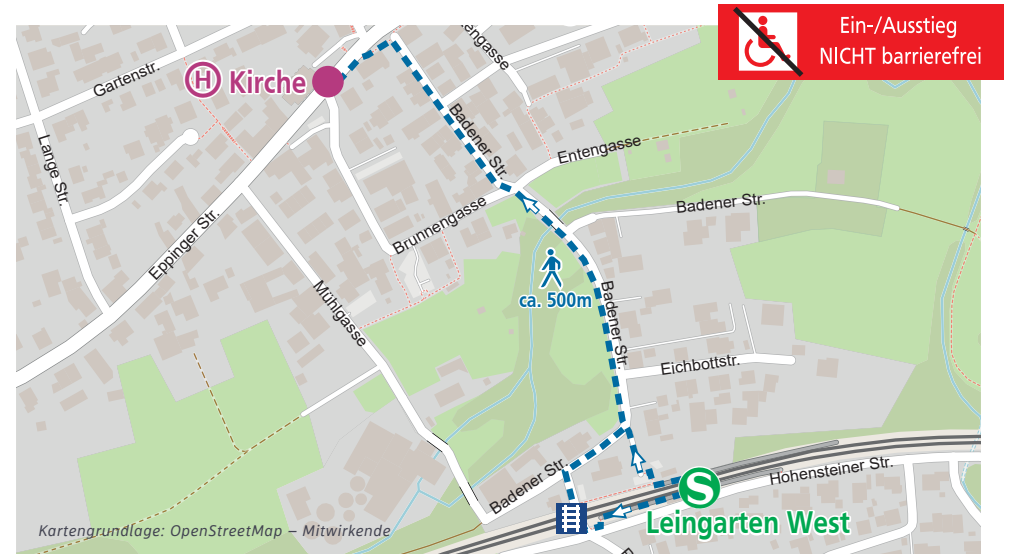 Ein-/Ausstieg
NICHT barrierefrei
Gartenstr.
H Kirche
Badener Str.
Entengasse
Lange Str.
Brunnengasse
Badener Str.
Eppinger Str.
Mühlgasse
ca. 500m
Badener Str.
Eichbottstr.
Badener Str.
Hohensteiner Str.
S
Leingarten West
Kartengrundlage: OpenStreetMap – Mitwirkende